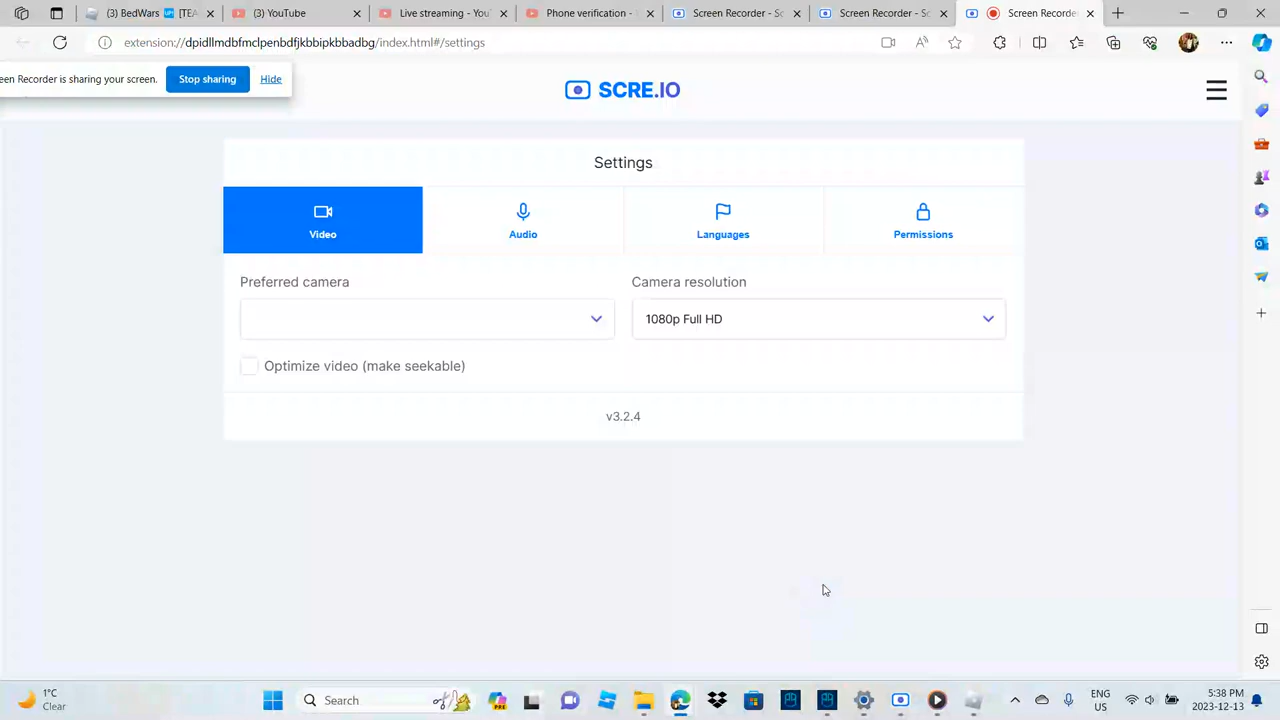 (3) BedWars [TEA
(3) YouTube
Live streaming - You
Phone verification -
Screen Recorder - Sc
Screen Recorder - Sc
Screen Recorde
extension://dpidllmdbfmclpenbdfjkbbipkbbadbg/index.html#/settings
een Recorder is sharing your screen.
Stop sharing
Hide
SCRE.IO
Settings
Video
Audio
Languages
Permissions
Preferred camera
Camera resolution
1080p Full HD
Optimize video (make seekable)
v3.2.4
1°C
Clear
Search
ENG
US
5:38 PM
2023-12-13